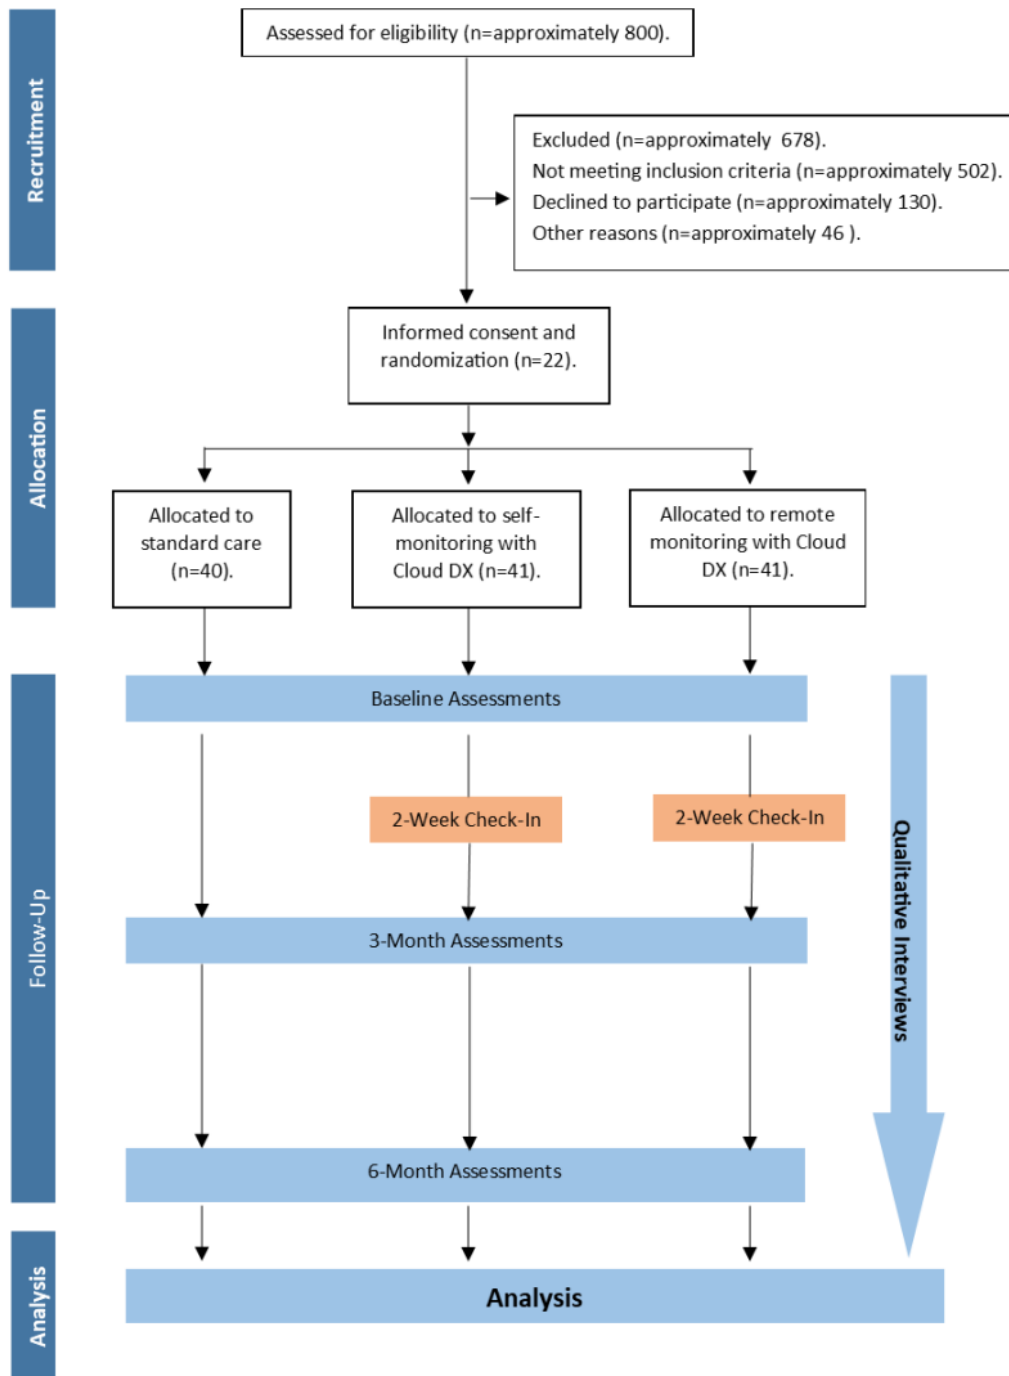 Recruitment
Assessed for eligibility (n=approximately 800).
Excluded (n=approximately 678).
Not meeting inclusion criteria (n=approximately 502).
Declined to participate (n=approximately 130).
Other reasons (n=approximately 46 ).
Allocation
Informed consent and
randomization (n=22).
Allocated to
standard care
(n=40).
Allocated to self-
monitoring with
Cloud DX (n=41).
Allocated to remote
monitoring with Cloud
DX (n=41).
Follow-Up
Baseline Assessments
2-Week Check-In
2-Week Check-In
3-Month Assessments
6-Month Assessments
Qualitative Interviews
Analysis
Analysis